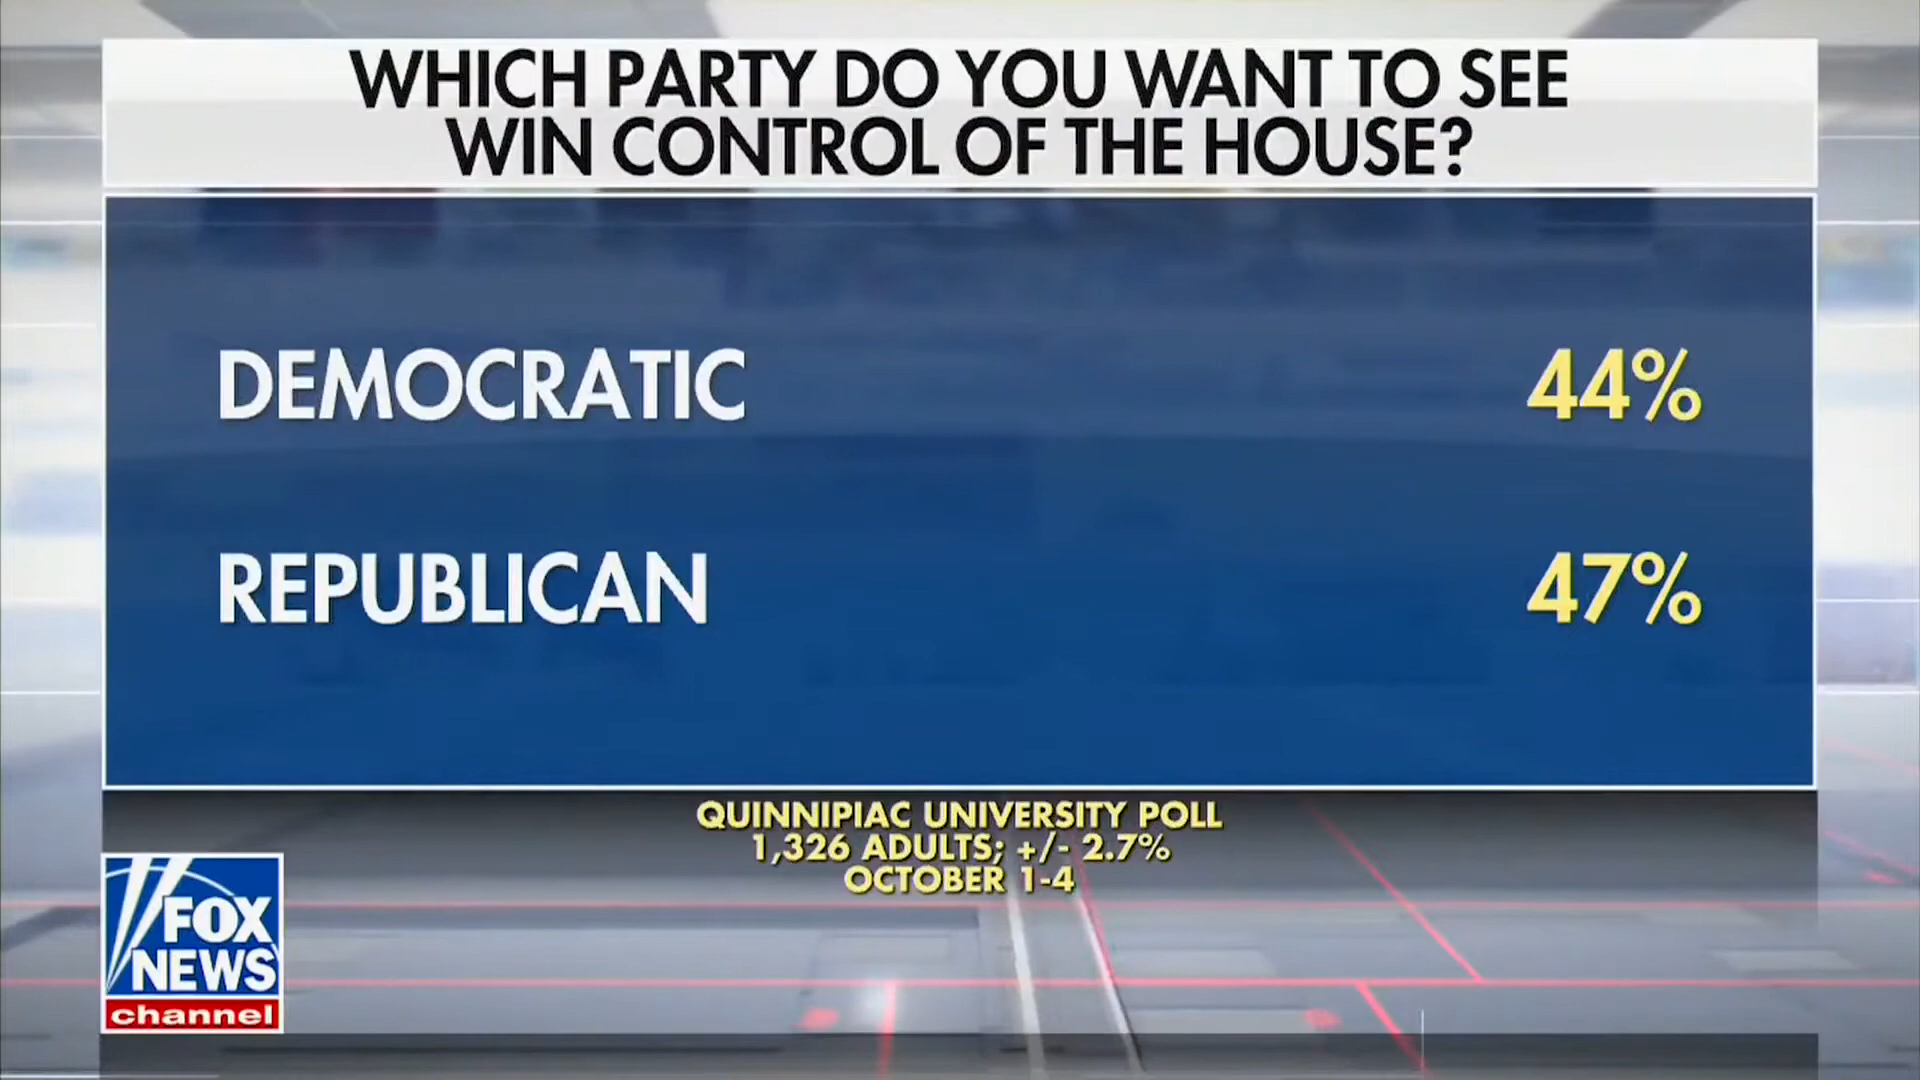 WHICH PARTY DO YOU WANT TO SEE
WIN CONTROL OF THE HOUSE?
DEMOCRATIC 44%
REPUBLICAN 47%
QUINNIPIAC UNIVERSITY POLL
1,326 ADULTS; +/- 2.7%
OCTOBER 1-4
FOX
NEWS
channel